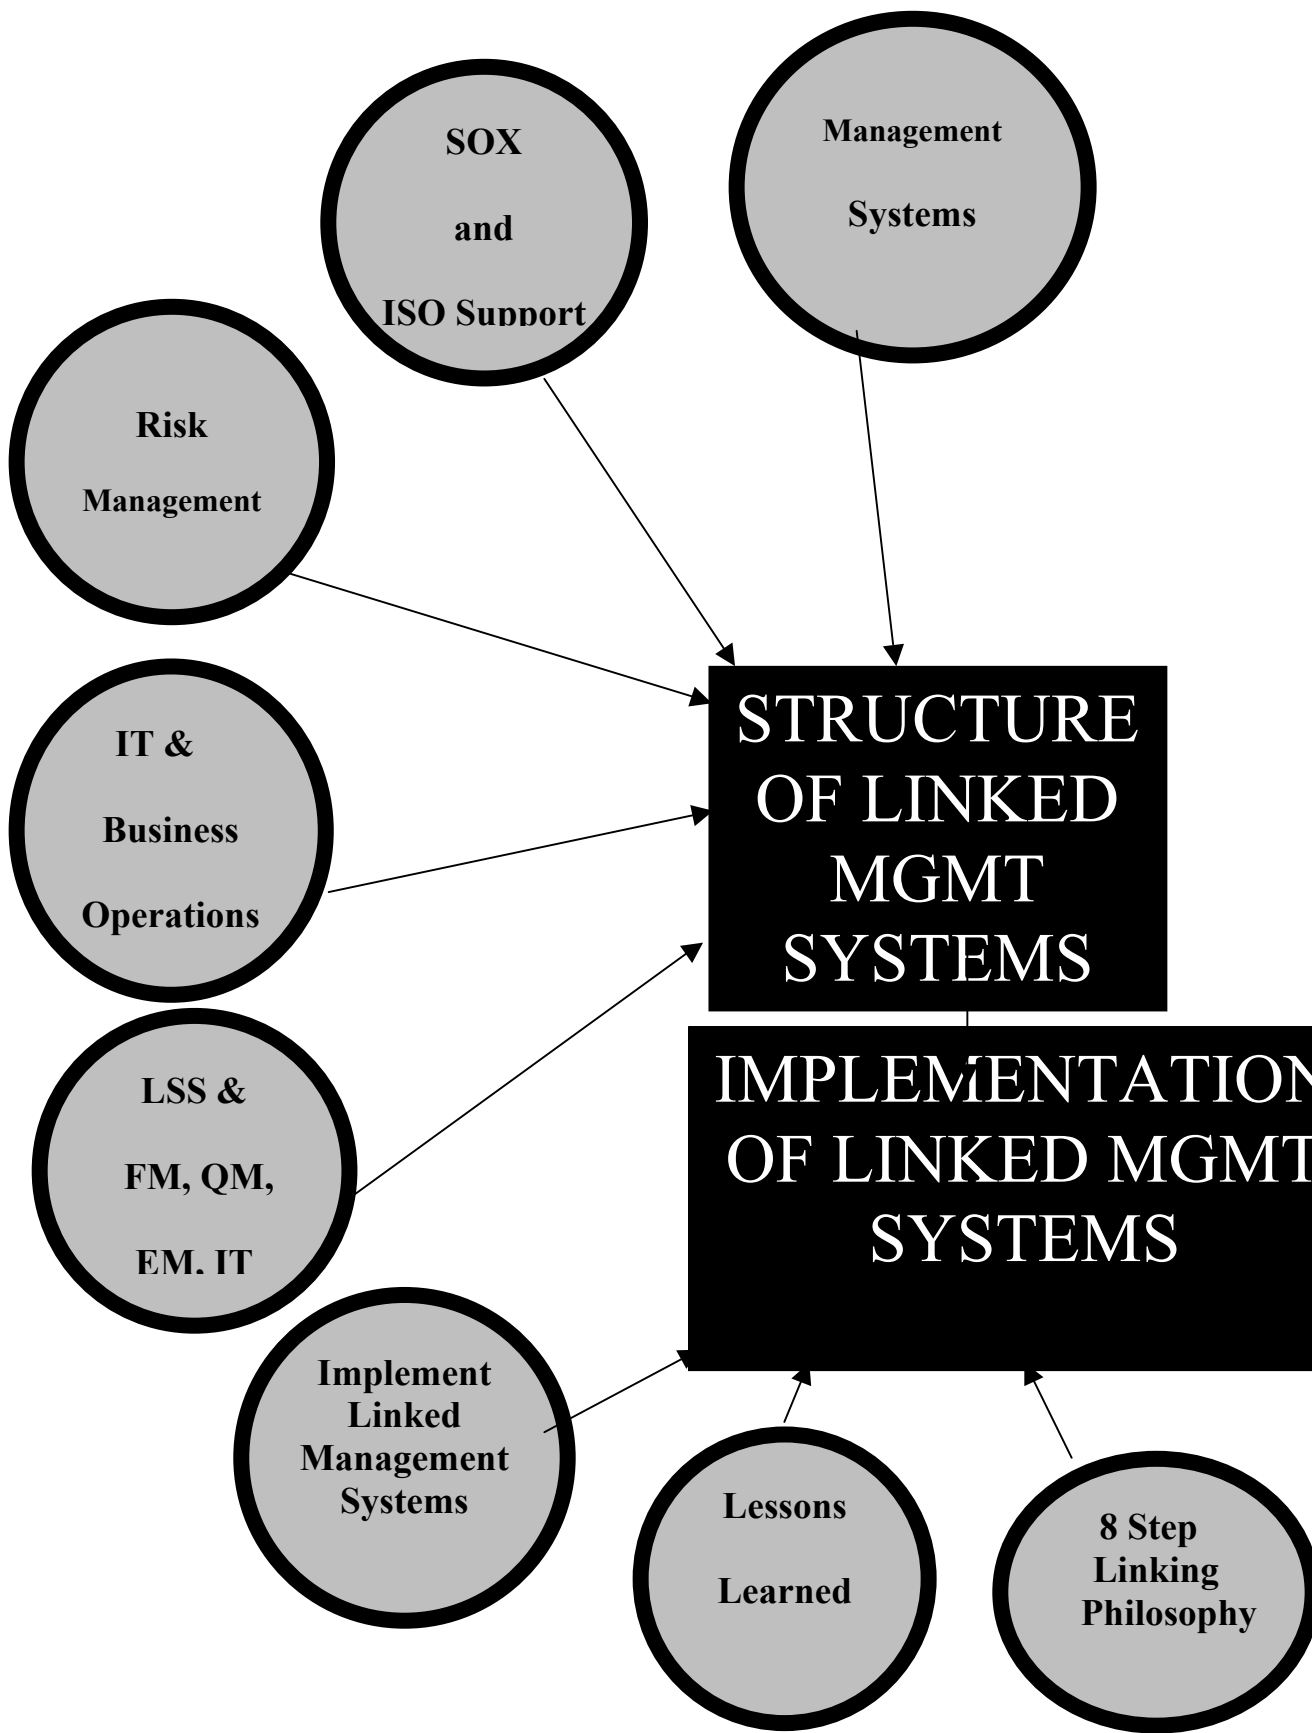 SOX
and
ISO Support
Management
Systems
Risk
Management
IT &
Business
Operations
LSS &
FM, QM,
EM, IT
STRUCTURE
OF LINKED
MGMT
SYSTEMS
IMPLEMENTATION
OF LINKED MGMT
SYSTEMS
Implement
Linked
Management
Systems
Lessons
Learned
8 Step
Linking
Philosophy